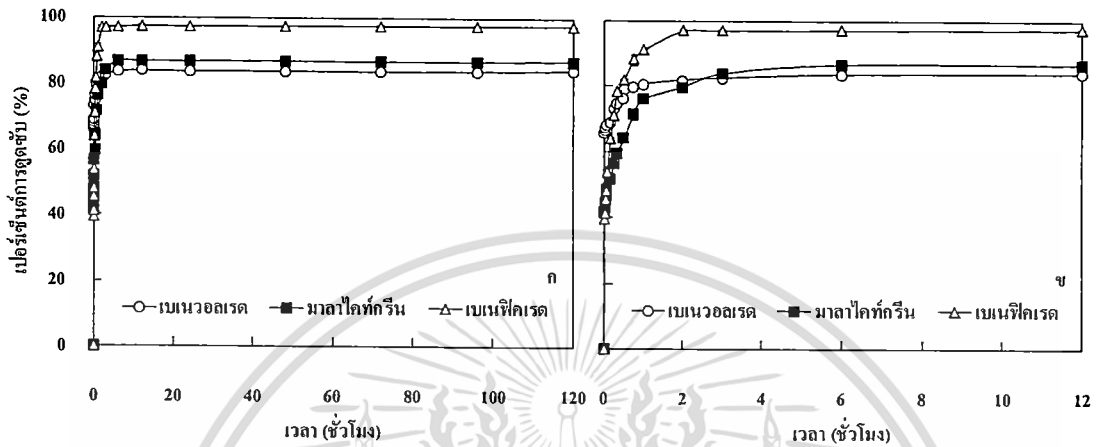 เปอร์เซ็นต์การดูดซับ (%)
100
80
60
40
20
0
ก
เบเนวอลเรด มาลาไคท์กรีน เบเนฟิคเรด
0 20 40 60 80 100 120
เวลา (ชั่วโมง)
ข
เบเนวอลเรด มาลาไคท์กรีน เบเนฟิคเรด
0 2 4 6 8 10 12
เวลา (ชั่วโมง)